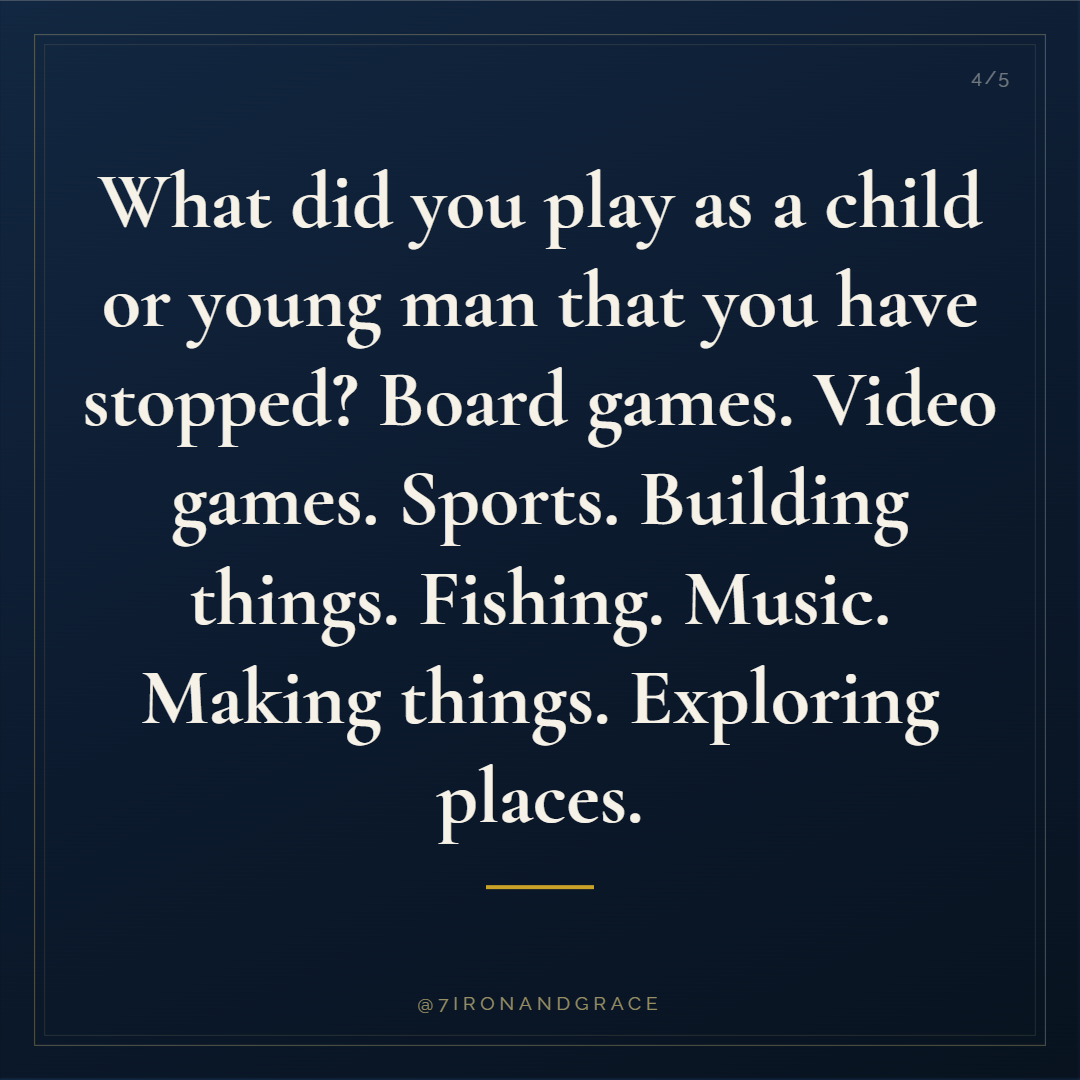 4/5
What did you play as a child
or young man that you have
stopped? Board games. Video
games. Sports. Building
things. Fishing. Music.
Making things. Exploring
places.
@7IRONANDGRACE